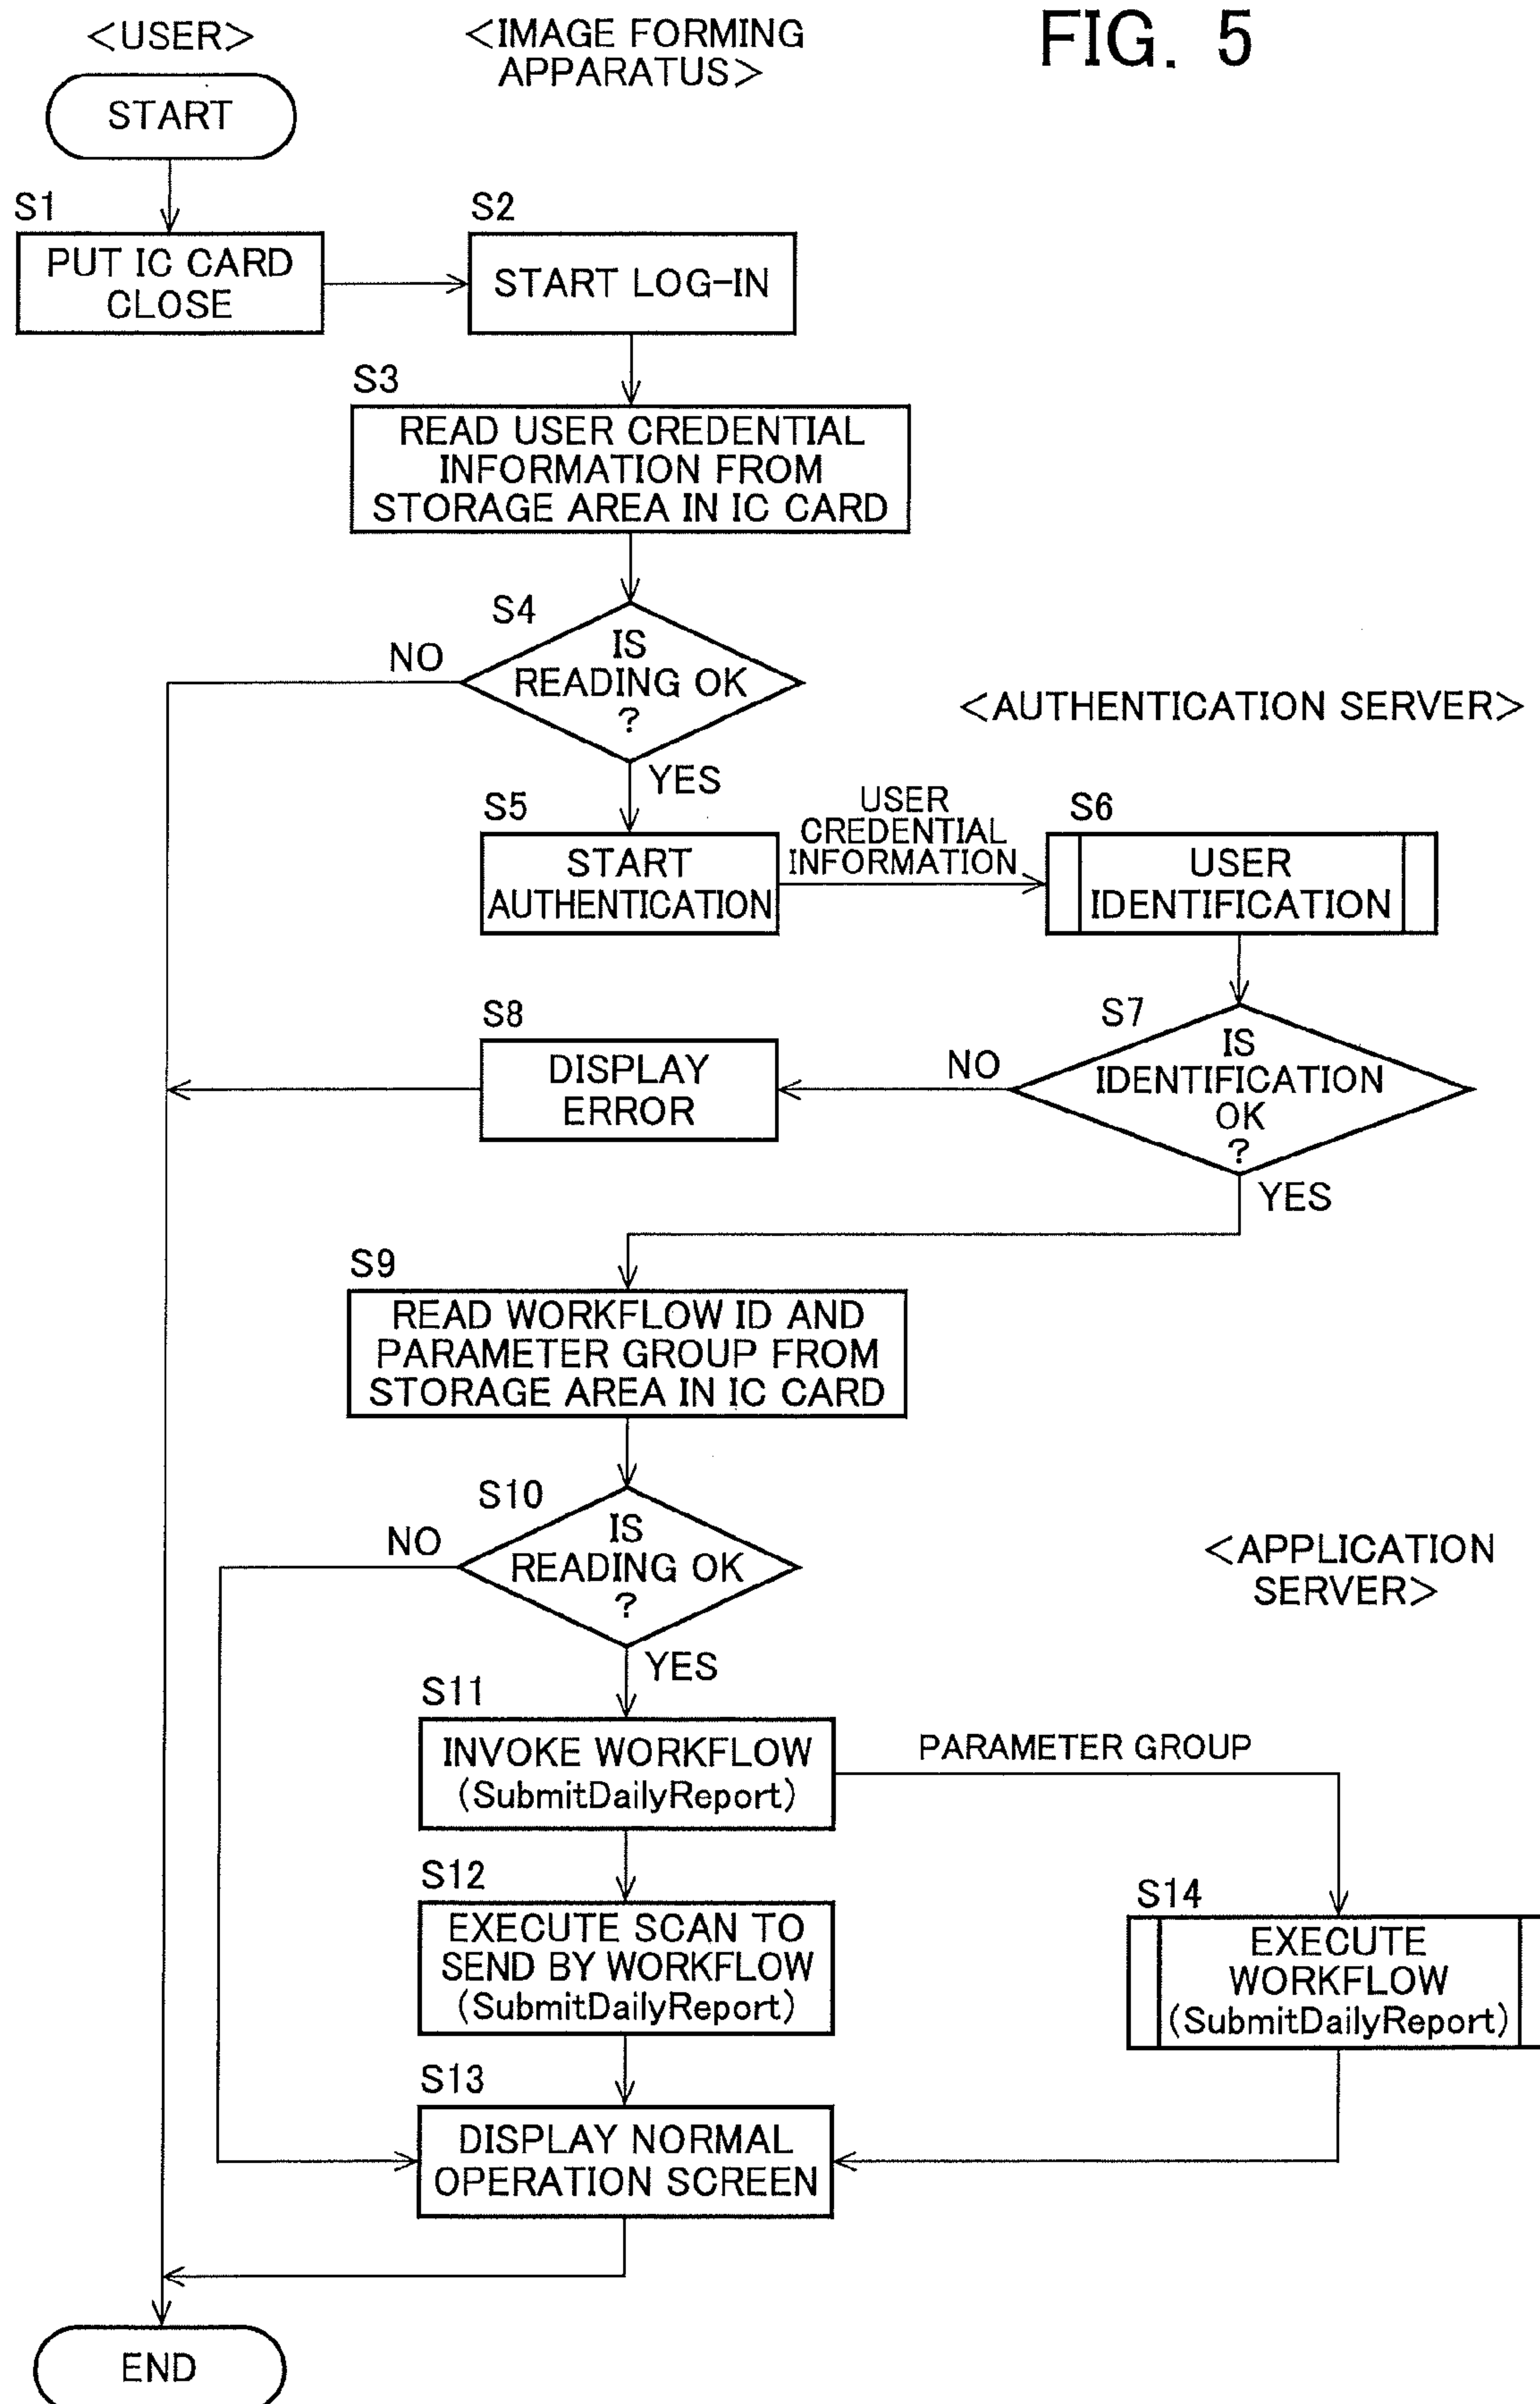 FIG. 5
<USER>
<IMAGE FORMING
APPARATUS>
START
S1
PUT IC CARD
CLOSE
S2
START LOG-IN
S3
READ USER CREDENTIAL
INFORMATION FROM
STORAGE AREA IN IC CARD
S4
IS
READING OK
?
NO
YES
<AUTHENTICATION SERVER>
S5
START
AUTHENTICATION
USER
CREDENTIAL
INFORMATION
S6
USER
IDENTIFICATION
S7
IS
IDENTIFICATION
OK
?
NO
YES
S8
DISPLAY
ERROR
S9
READ WORKFLOW ID AND
PARAMETER GROUP FROM
STORAGE AREA IN IC CARD
S10
IS
READING OK
?
NO
YES
<APPLICATION
SERVER>
S11
INVOKE WORKFLOW
(SubmitDailyReport)
PARAMETER GROUP
S12
EXECUTE SCAN TO
SEND BY WORKFLOW
(SubmitDailyReport)
S14
EXECUTE
WORKFLOW
(SubmitDailyReport)
S13
DISPLAY NORMAL
OPERATION SCREEN
END